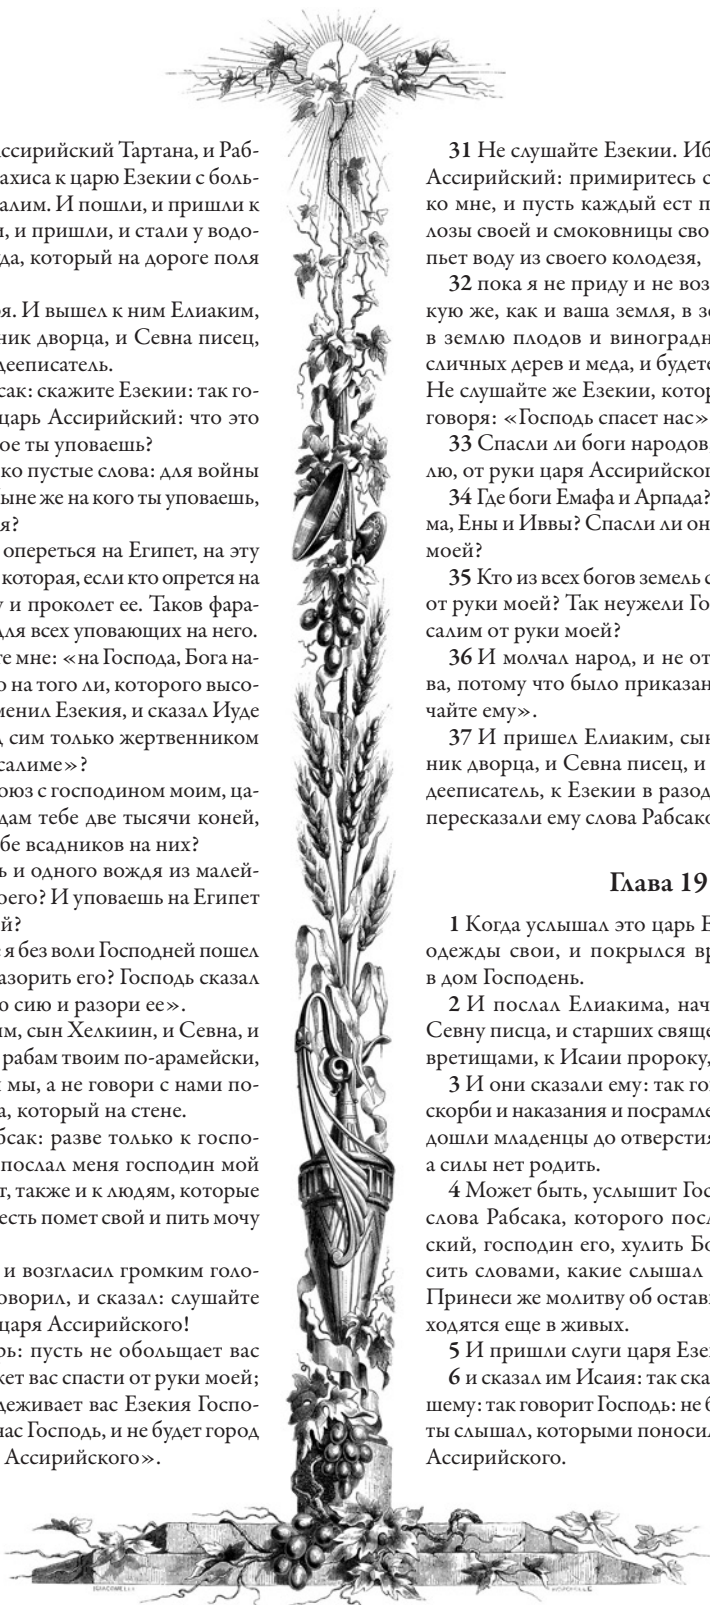 ссирийский Тартана, и Раб-
ахиса к царю Езекии с боль-
алим. И пошли, и пришли к
и, и пришли, и стали у водо-
да, который на дороге поля
я. И вышел к ним Елиаким,
ник дворца, и Севна писец,
дееписатель.
сак: скажите Езекии: так го-
царь Ассирийский: что это
ое ты уповаешь?
ко пустые слова: для войны
ыне же на кого ты уповаешь,
я?
опереться на Египет, на эту
которая, если кто опрется на
у и проколет ее. Таков фара-
для всех уповающих на него.
те мне: «на Господа, Бога на-
о на того ли, которого высо-
менил Езекия, и сказал Иуде
д сим только жертвенником
салиме»?
оюз с господином моим, ца-
дам тебе две тысячи коней,
бе всадников на них?
ь и одного вождя из малей-
оего? И уповаешь на Египет
й?
е я без воли Господней пошел
азорить его? Господь сказал
ю сию и разори ее».
им, сын Хелкиин, и Севна, и
рабам твоим по-арамейски,
и мы, а не говори с нами по-
а, который на стене.
бсак: разве только к госпо-
послал меня господин мой
т, также и к людям, которые
есть помет свой и пить мочу
и возгласил громким голо-
оворил, и сказал: слушайте
царя Ассирийского!
рь: пусть не обольщает вас
жет вас спасти от руки моей;
деживает вас Езекия Госпо-
нас Господь, и не будет город
Ассирийского».
31 Не слушайте Езекии. Иб
Ассирийский: примиритесь с
ко мне, и пусть каждый ест п
лозы своей и смоковницы сво
пьет воду из своего колодезя,
32 пока я не приду и не воз
кую же, как и ваша земля, в зе
в землю плодов и виноградн
сличных дерев и меда, и будете
Не слушайте же Езекии, котор
говоря: «Господь спасет нас»
33 Спасли ли боги народов
лю, от руки царя Ассирийског
34 Где боги Емафа и Арпада?
ма, Ены и Иввы? Спасли ли он
моей?
35 Кто из всех богов земель с
от руки моей? Так неужели Го
салим от руки моей?
36 И молчал народ, и не от
ва, потому что было приказан
чайте ему».
37 И пришел Елиаким, сын
ник дворца, и Севна писец, и
дееписатель, к Езекии в разод
пересказали ему слова Рабсако
Глава 19
1 Когда услышал это царь Е
одежды свои, и покрылся вр
в дом Господень.
2 И послал Елиакима, нач
Севну писца, и старших свяще
вретищами, к Исаии пророку,
3 И они сказали ему: так гов
скорби и наказания и посрамле
дошли младенцы до отверстия
а силы нет родить.
4 Может быть, услышит Гос
слова Рабсака, которого посл
ский, господин его, хулить Бо
сить словами, какие слышал
Принеси же молитву об остав
ходятся еще в живых.
5 И пришли слуги царя Езе
6 и сказал им Исаия: так ска
шему: так говорит Господь: не б
ты слышал, которыми поносил
Ассирийского.